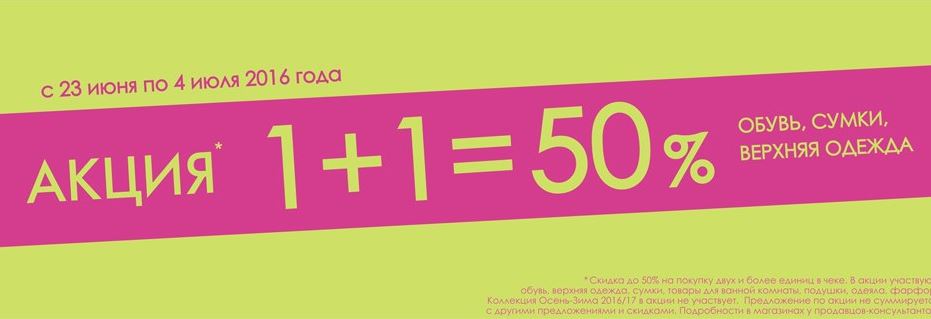 с 23 июня по 4 июля 2016 года
АКЦИЯ* 1+1=50%
ОБУВЬ, СУМКИ,
ВЕРХНЯЯ ОДЕЖДА
*Скидка до 50% на покупку двух и более единиц в чеке. В акции участвую
обувь, верхняя одежда, сумки, товары для ванной комнаты, подушки, одеяла, фарфор
Коллекция Осень-Зима 2016/17 в акции не участвует. Предложение по акции не суммирует
с другими предложениями и скидками. Подробности в магазинах у продавцов-консультанто